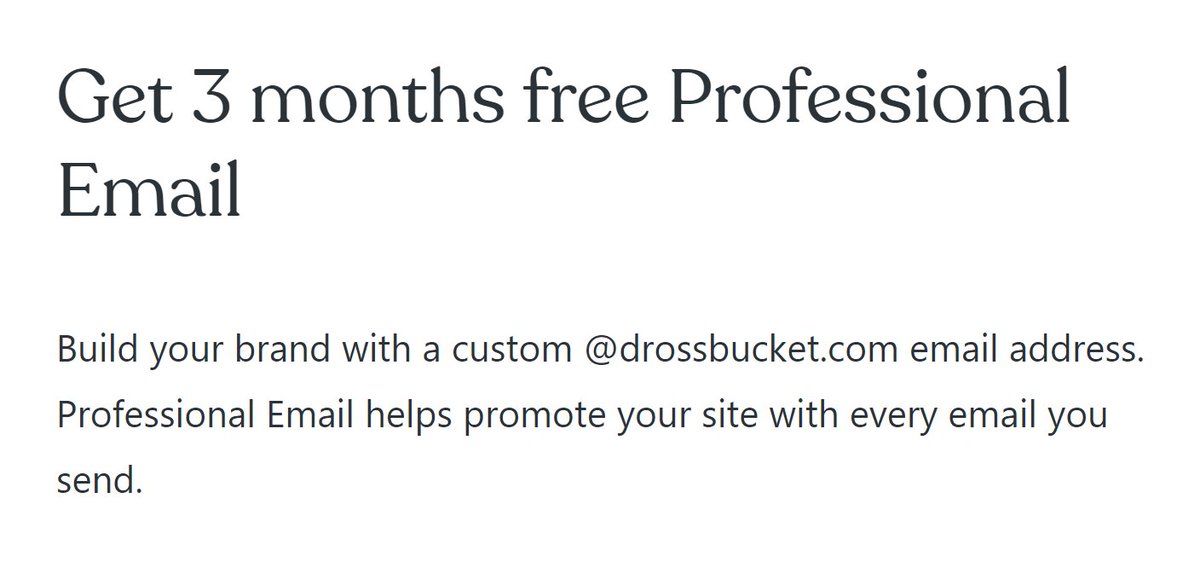 Get 3 months free Professional
Email
Build your brand with a custom @drossbucket.com email address.
Professional Email helps promote your site with every email you
send.